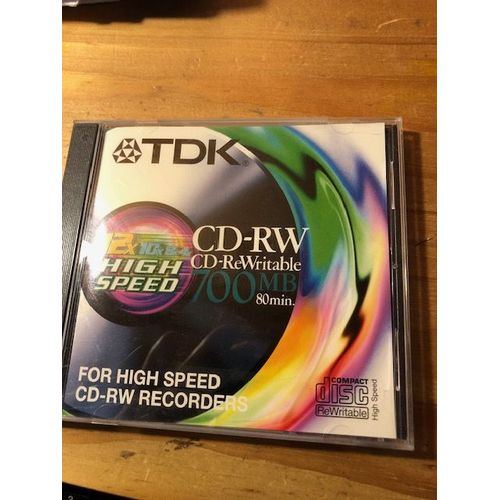 TDK
CD-RW
CD-ReWritable
700MB
80min.
HIGH
SPEED
FOR HIGH SPEED
CD-RW RECORDERS
COMPACT
disc
ReWritable
High Speed